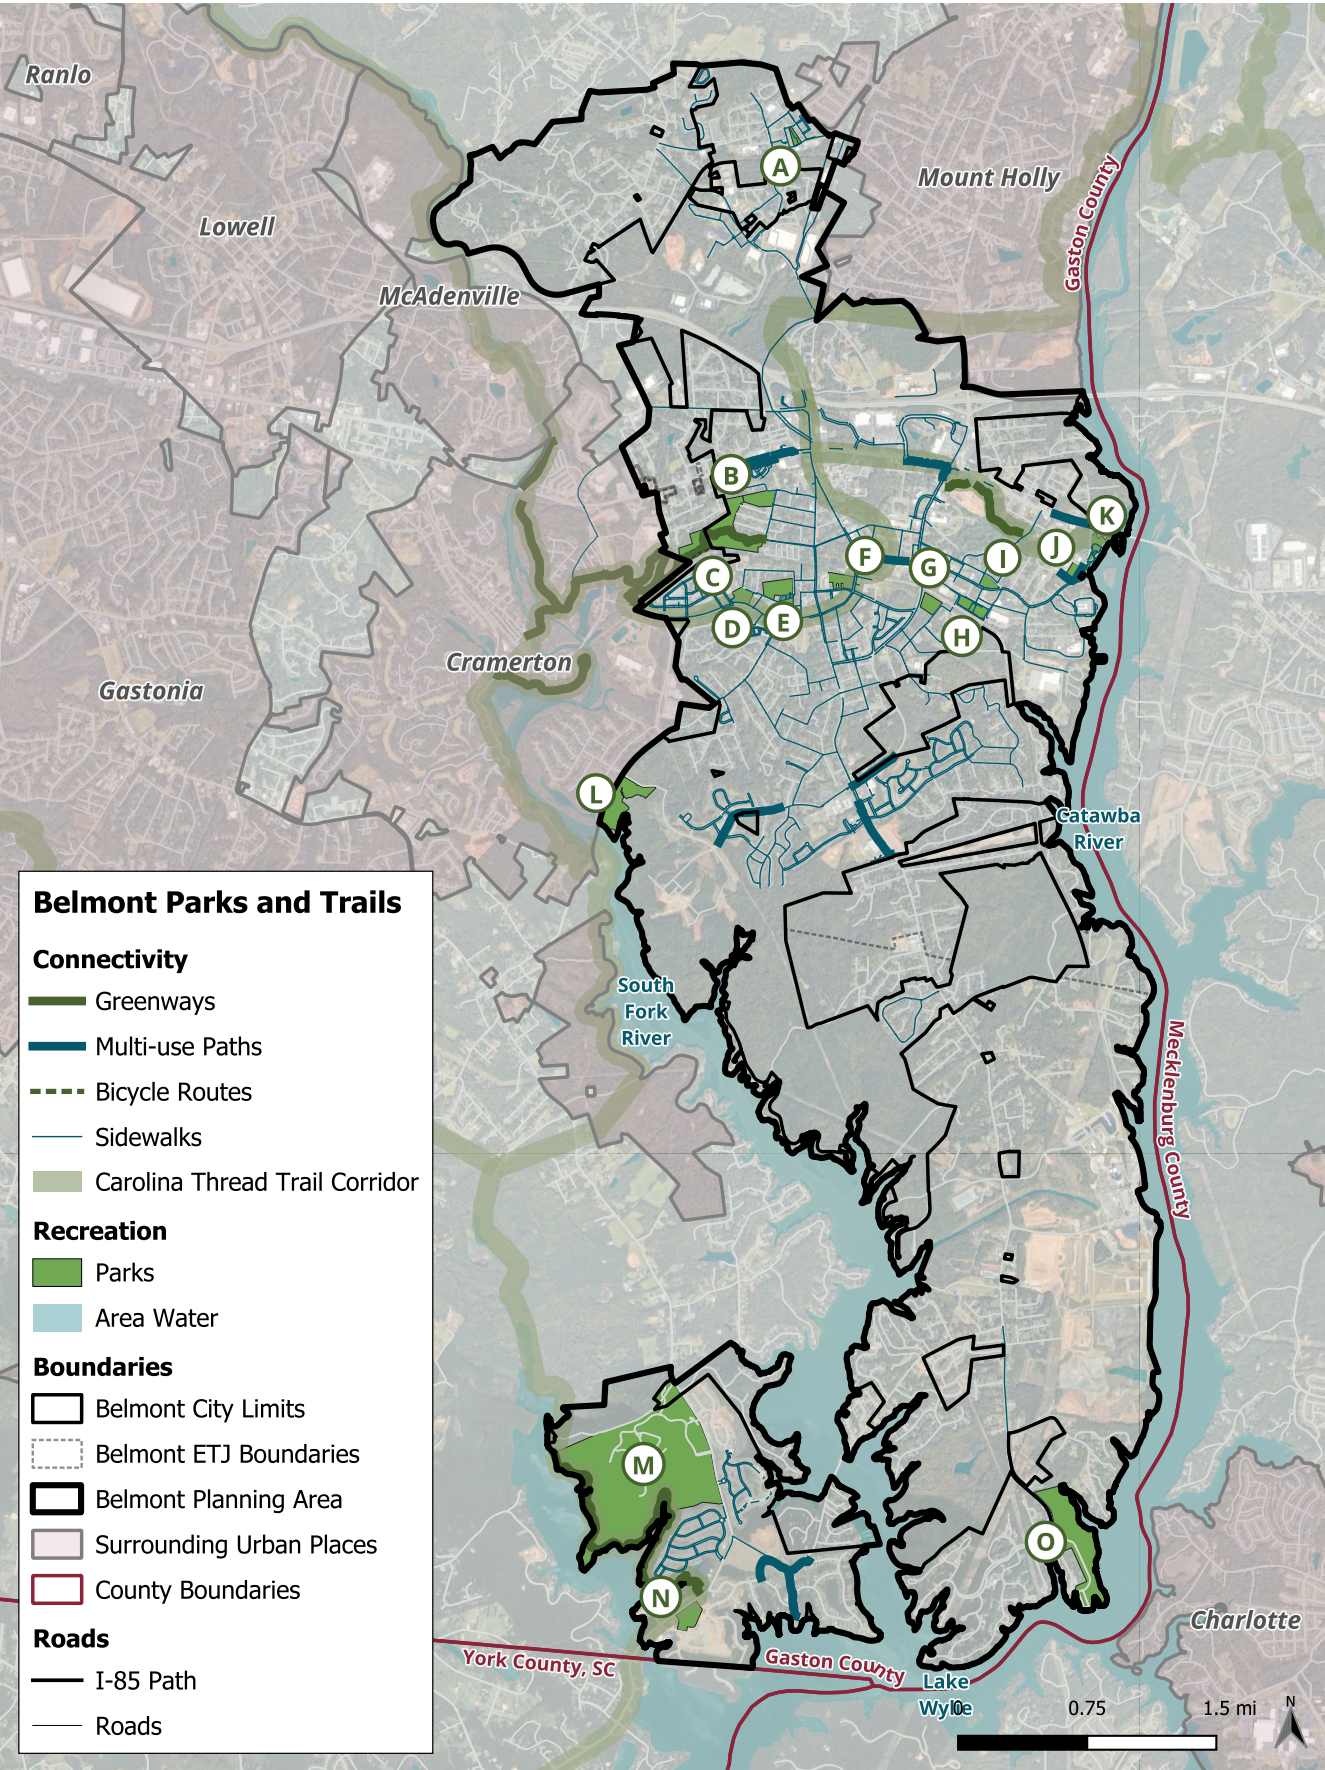 Ranlo
Mount Holly
Gaston County
Lowell
McAdenville
A
B
K
F
G
I
J
C
D
E
H
Cramerton
Gastonia
L
Catawba
River
South
Fork
River
Mecklenburg County
M
N
O
Charlotte
York County, SC
Gaston County
Lake
Wylie
0
0.75
1.5 mi
N
Belmont Parks and Trails
Connectivity
Greenways
Multi-use Paths
Bicycle Routes
Sidewalks
Carolina Thread Trail Corridor
Recreation
Parks
Area Water
Boundaries
Belmont City Limits
Belmont ETJ Boundaries
Belmont Planning Area
Surrounding Urban Places
County Boundaries
Roads
I-85 Path
Roads